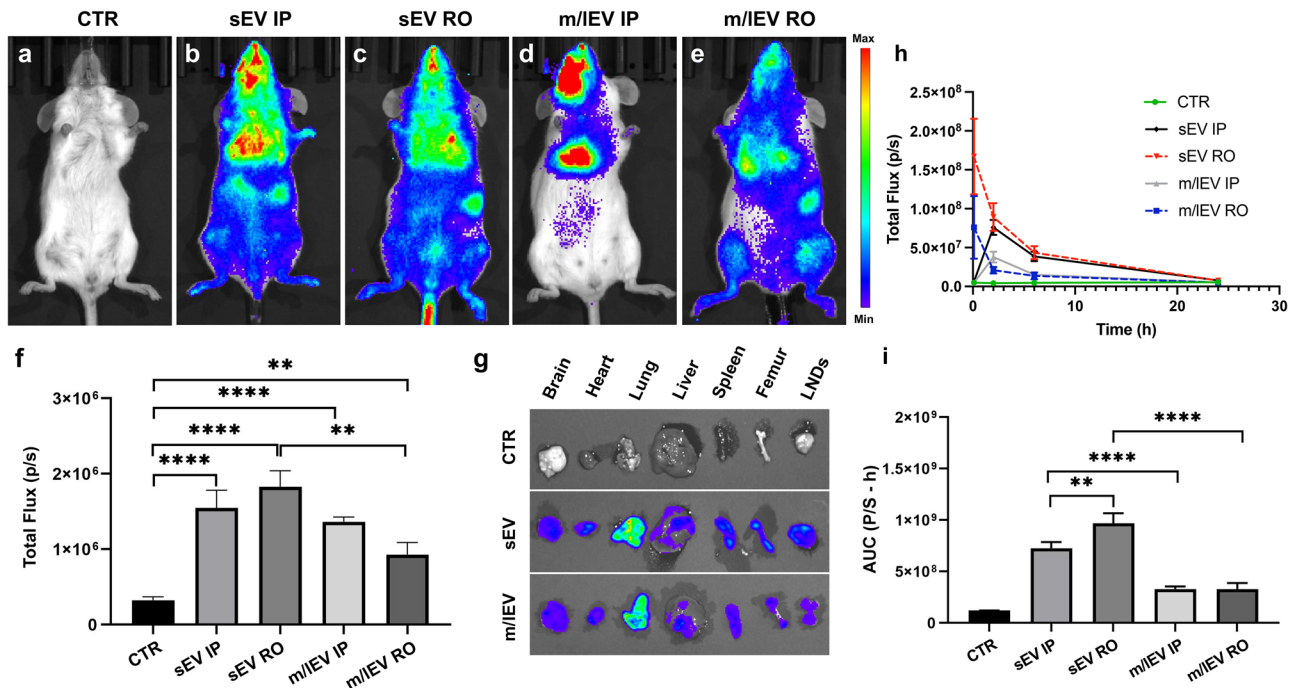 CTR
sEV IP
sEV RO
m/lEV IP
m/lEV RO
a
b
c
d
e
Max
Min
h
Total Flux (p/s)
2.5×10⁸
2.0×10⁸
1.5×10⁸
1.0×10⁸
5.0×10⁷
0.0
0
10
20
30
Time (h)
CTR
sEV IP
sEV RO
m/lEV IP
m/lEV RO
f
Total Flux (p/s)
3×10⁶
2×10⁶
1×10⁶
0
**
****
****
**
****
CTR
sEV IP
sEV RO
m/lEV IP
m/lEV RO
g
Brain
Heart
Lung
Liver
Spleen
Femur
LNDs
CTR
sEV
m/lEV
i
AUC (P/S - h)
2×10⁹
1×10⁹
1×10⁹
5×10⁸
0
****
****
**
CTR
sEV IP
sEV RO
m/lEV IP
m/lEV RO